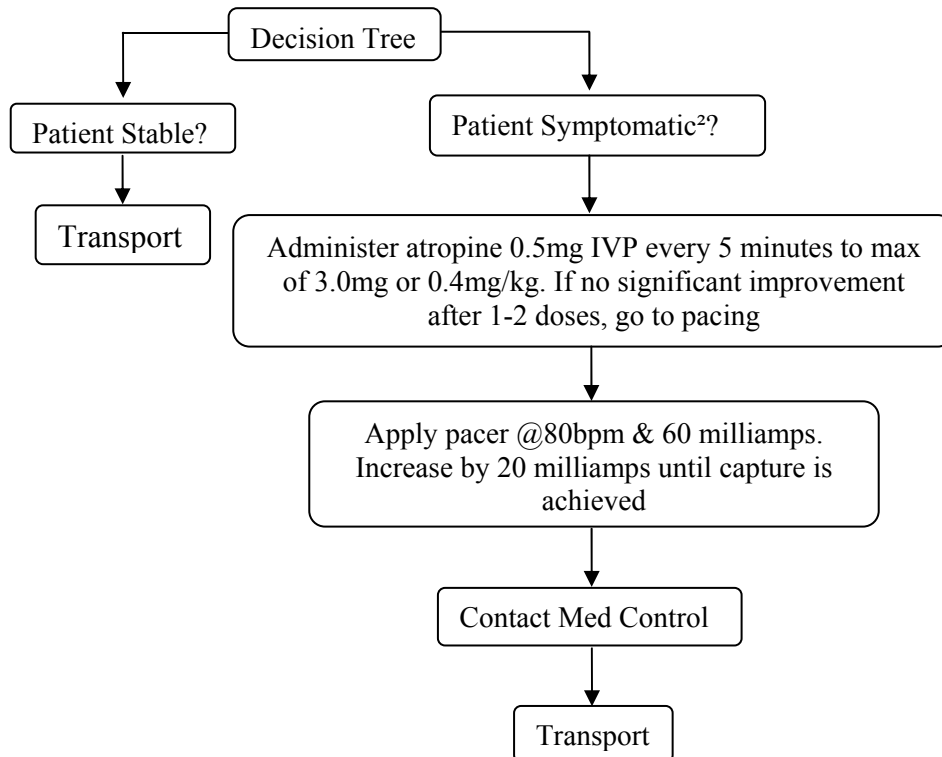 Decision Tree
Patient Stable?
Patient Symptomatic²?
Transport
Administer atropine 0.5mg IVP every 5 minutes to max
of 3.0mg or 0.4mg/kg. If no significant improvement
after 1-2 doses, go to pacing
Apply pacer @80bpm & 60 milliamps.
Increase by 20 milliamps until capture is
achieved
Contact Med Control
Transport